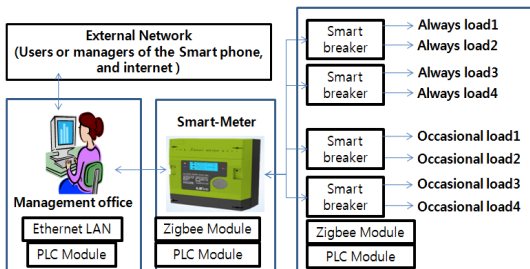 External Network
(Users or managers of the Smart phone,
and internet )
Management office
Ethernet LAN
PLC Module
Smart-Meter
Zigbee Module
PLC Module
Smart
breaker
Always load1
Always load2
Smart
breaker
Always load3
Always load4
Smart
breaker
Occasional load1
Occasional load2
Smart
breaker
Occasional load3
Occasional load4
Zigbee Module
PLC Module